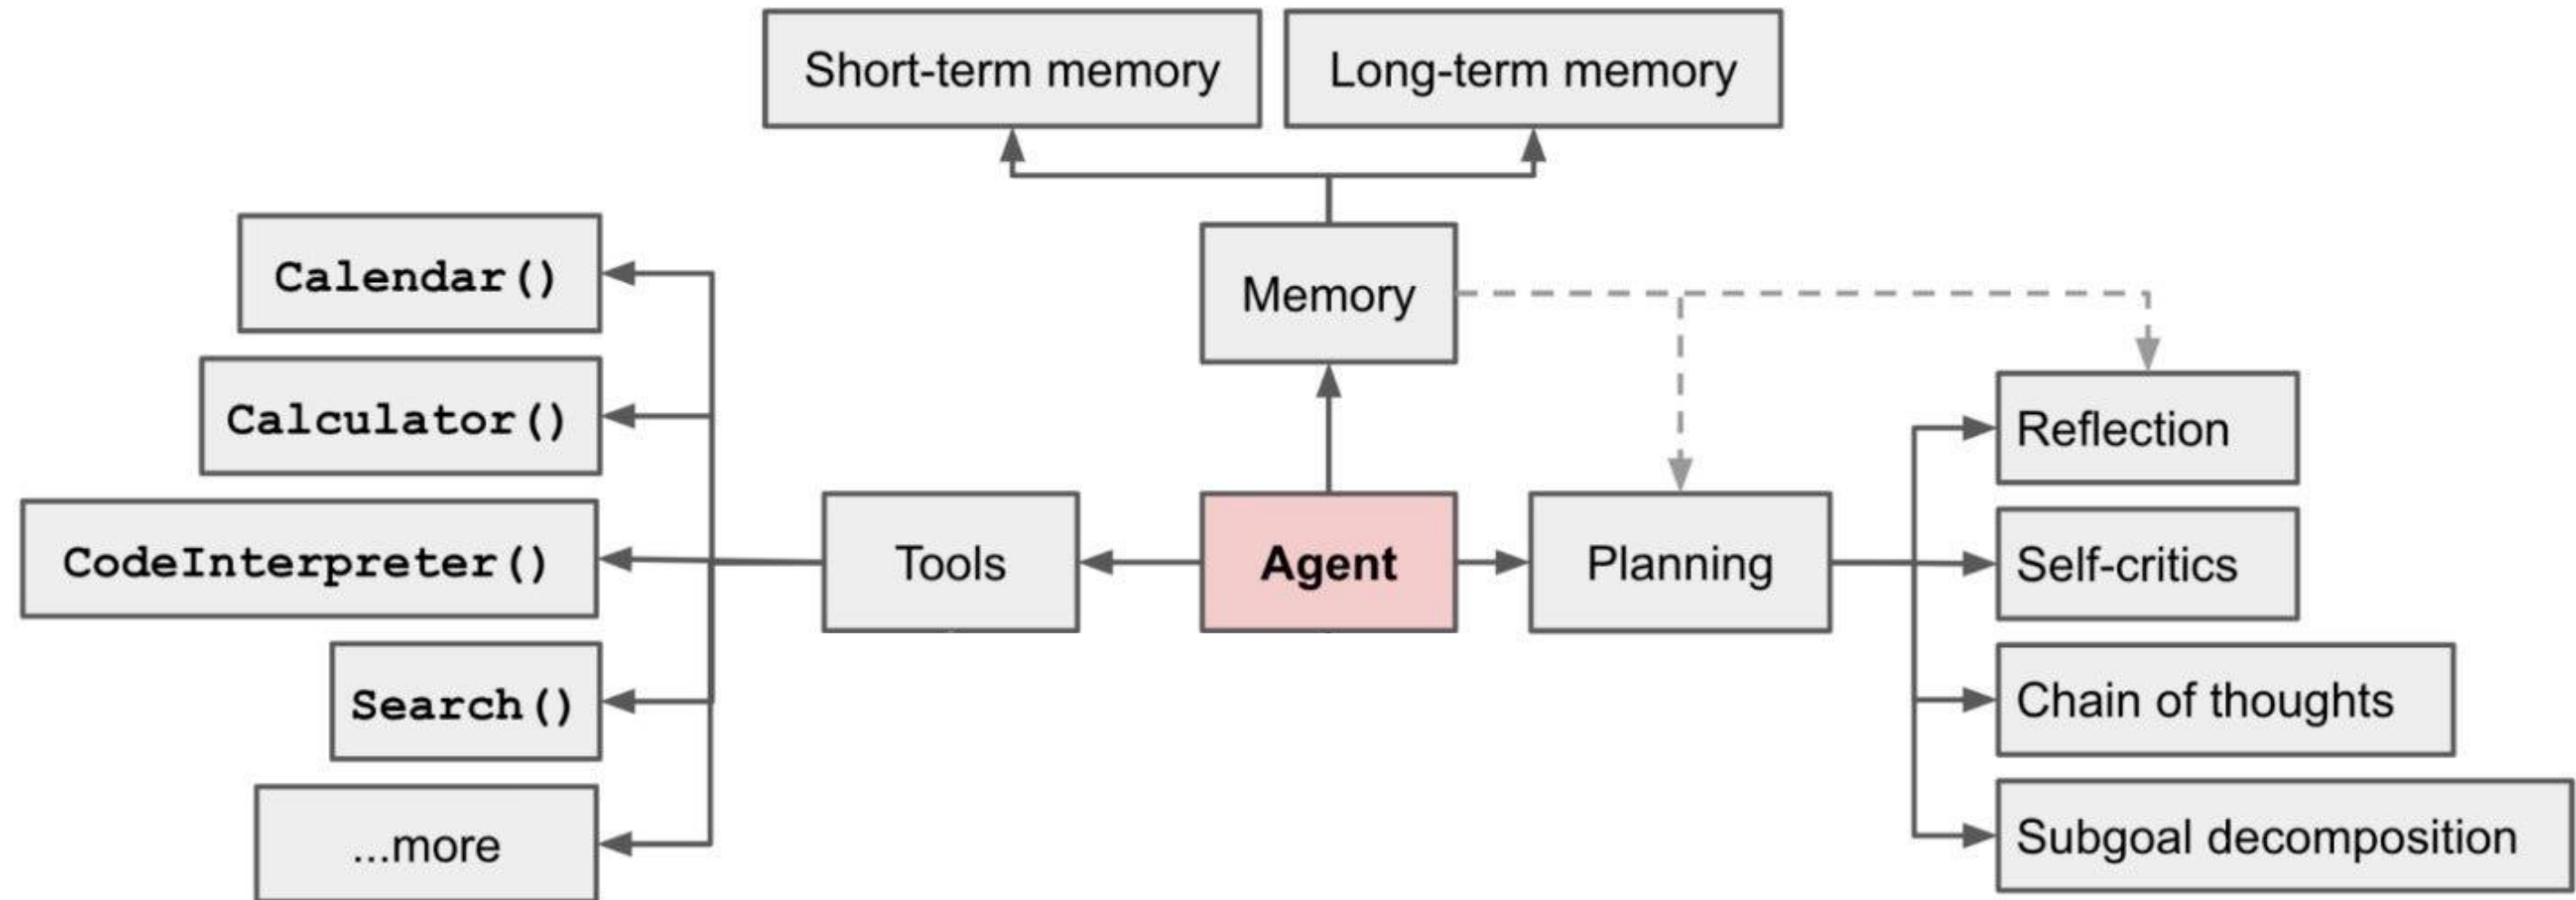 Short-term memory
Long-term memory
Calendar()
Memory
Calculator()
Reflection
CodeInterpreter()
Tools
Agent
Planning
Self-critics
Search()
Chain of thoughts
...more
Subgoal decomposition